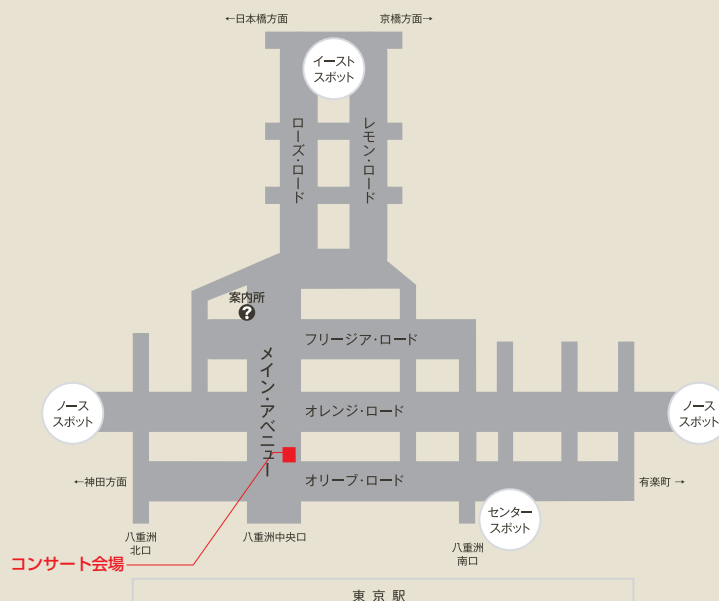 ←日本橋方面
京橋方面→
イースト
スポット
ローズ・ロード
レモン・ロード
案内所
?
フリージア・ロード
メイン・アベニュー
オレンジ・ロード
ノース
スポット
ノース
スポット
オリーブ・ロード
←神田方面
有楽町→
センター
スポット
八重洲
北口
八重洲中央口
八重洲
南口
コンサート会場
東京駅